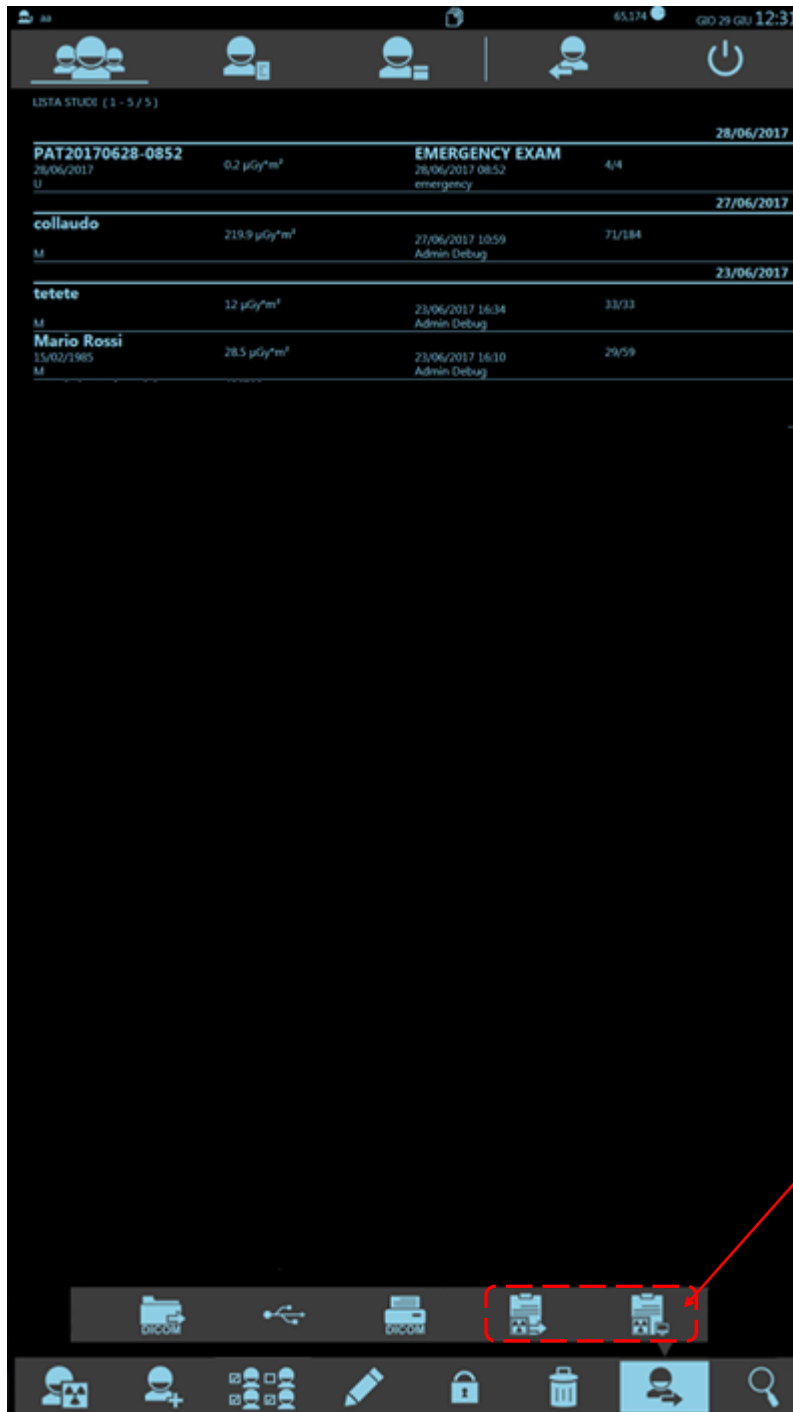 aa 65,174 GIO 29 GIU 12:31
LISTA STUDI ( 1 - 5 / 5 )
28/06/2017
PAT20170628-0852 EMERGENCY EXAM
28/06/2017 0.2 µGy*m² 28/06/2017 08:52 4/4
U emergency
27/06/2017
collaudo
219.9 µGy*m² 27/06/2017 10:59 71/184
M Admin Debug
23/06/2017
tetete
12 µGy*m² 23/06/2017 16:34 33/33
M Admin Debug
Mario Rossi
15/02/1985 28.5 µGy*m² 23/06/2017 16:10 29/59
M Admin Debug
DICOM DICOM